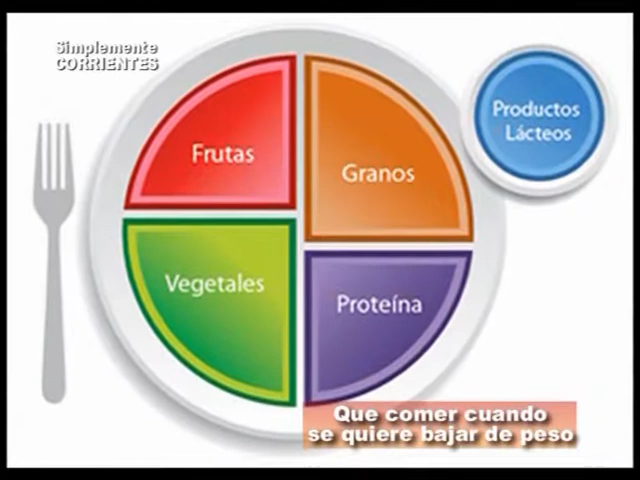 Simplemente
CORRIENTES
Productos
Lácteos
Frutas
Granos
Vegetales
Proteína
Que comer cuando
se quiere bajar de peso